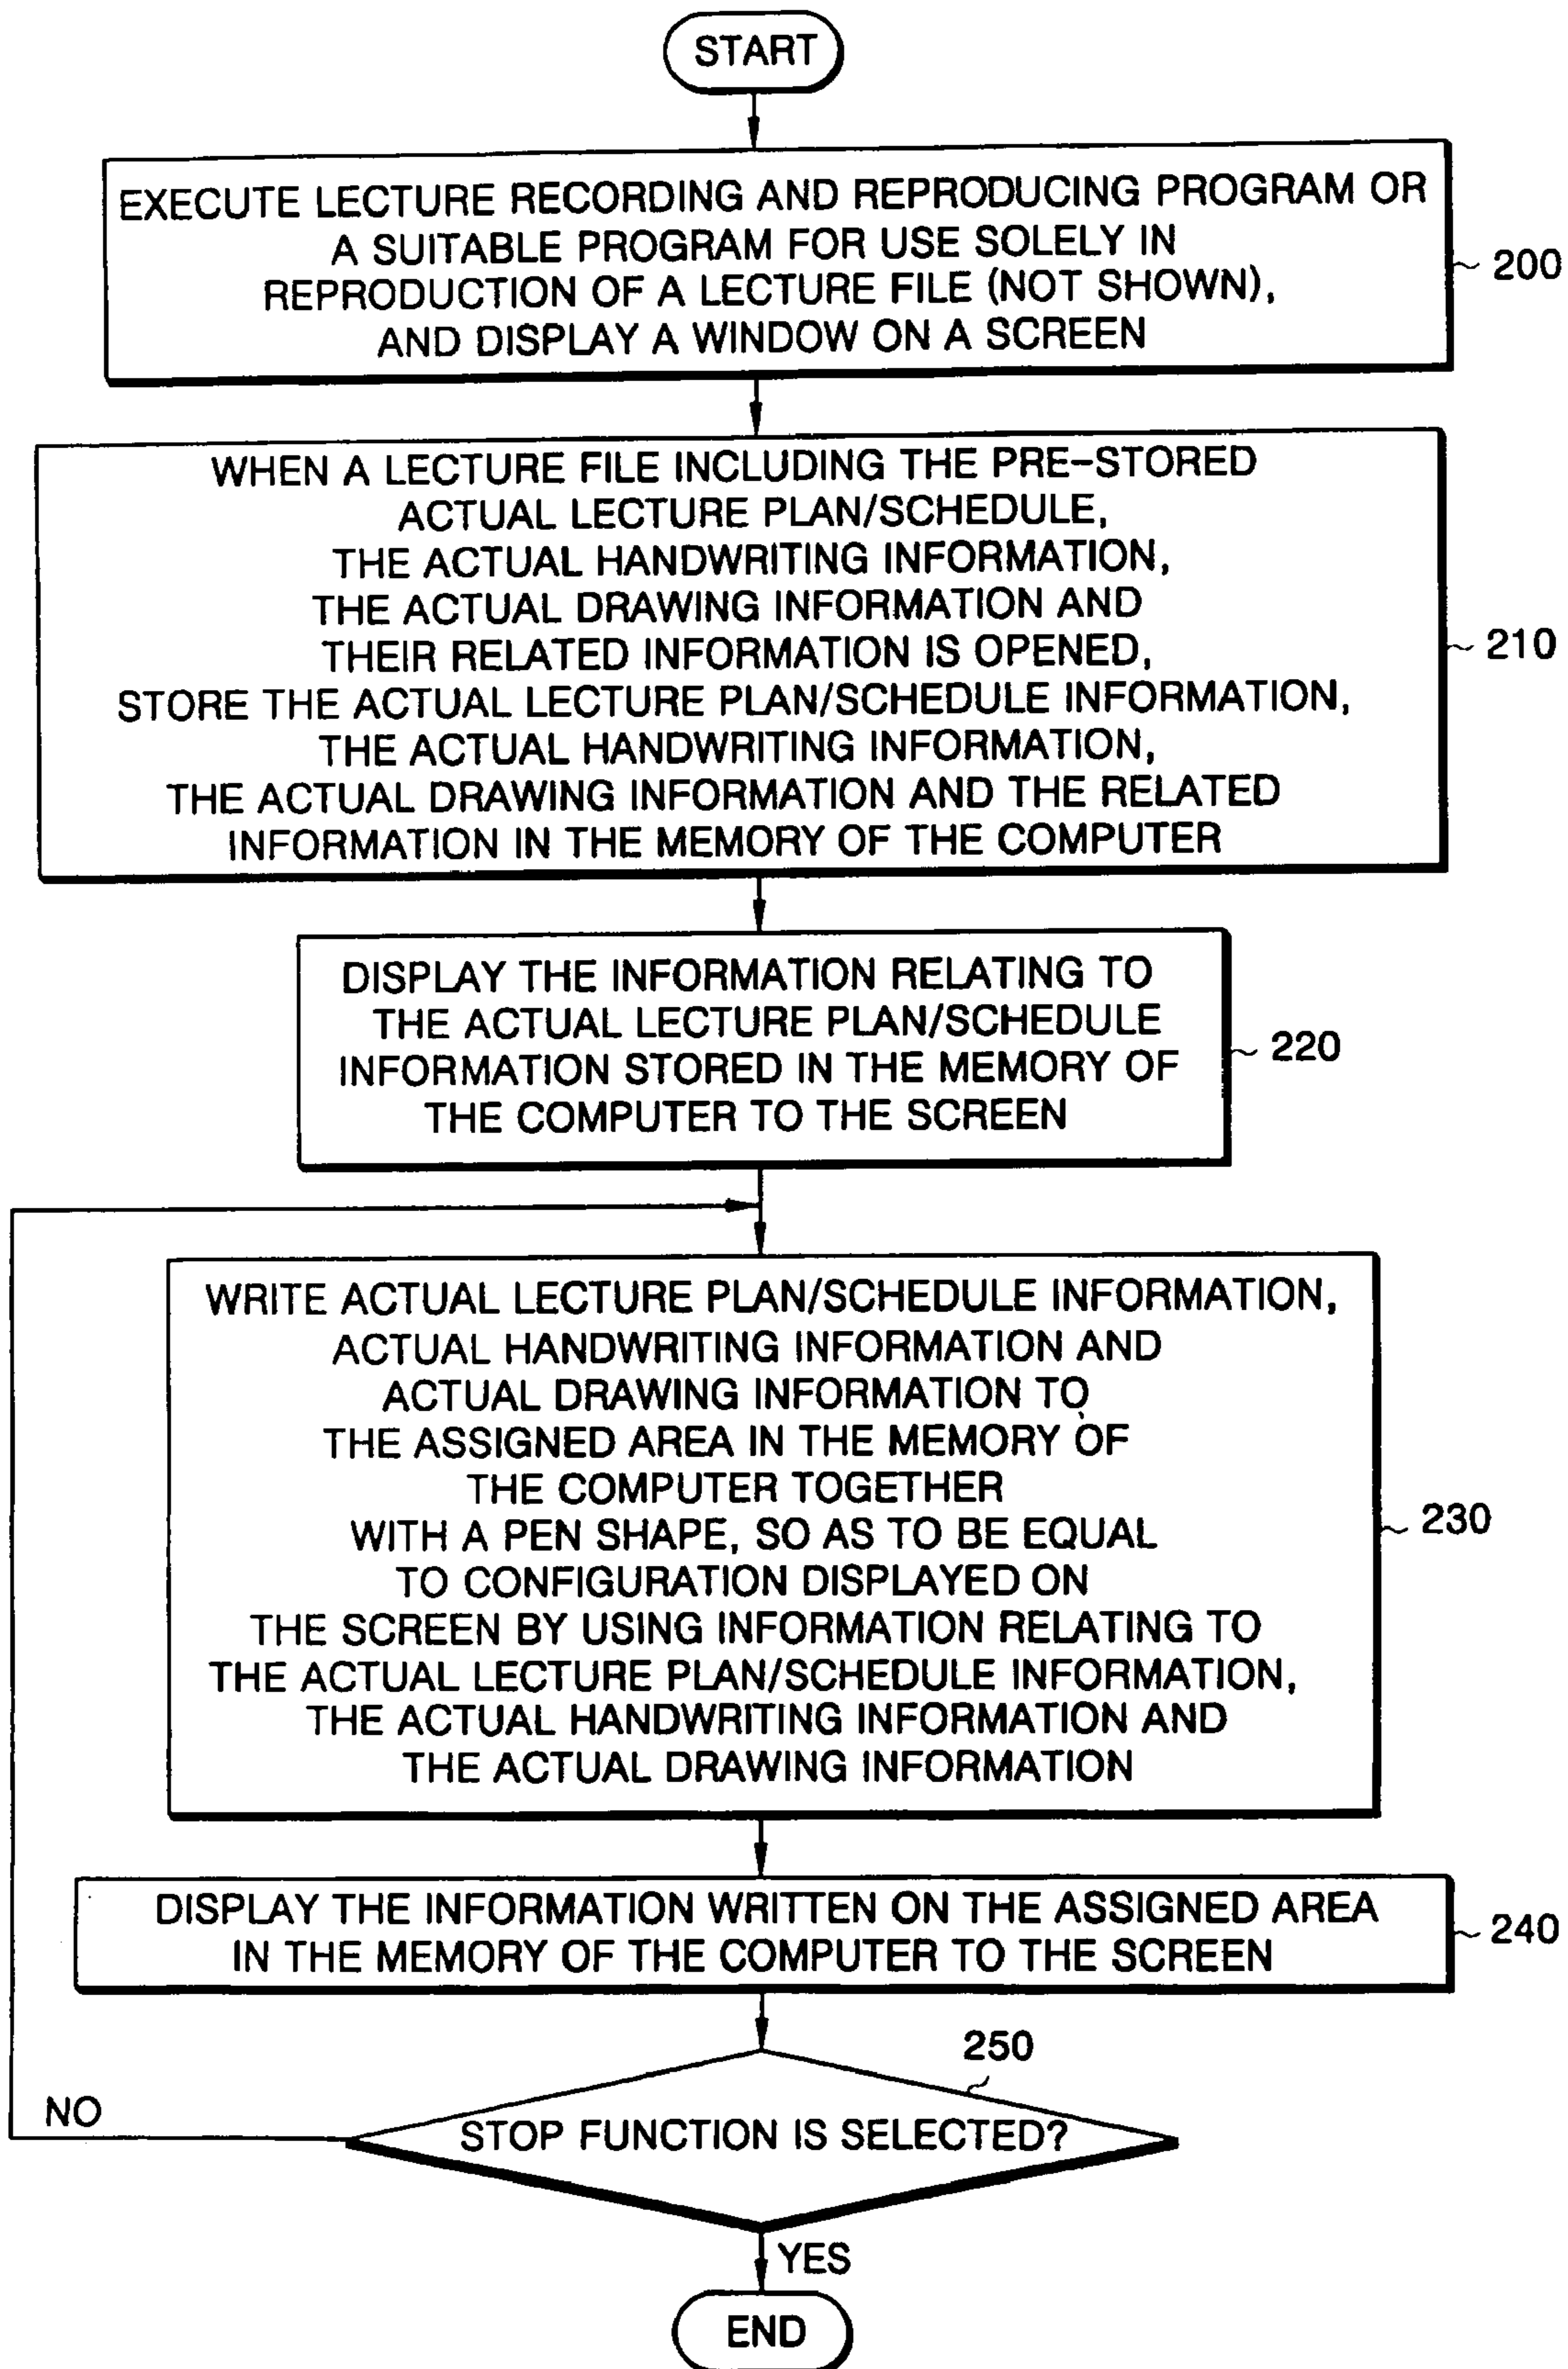 START
EXECUTE LECTURE RECORDING AND REPRODUCING PROGRAM OR
A SUITABLE PROGRAM FOR USE SOLELY IN
REPRODUCTION OF A LECTURE FILE (NOT SHOWN),
AND DISPLAY A WINDOW ON A SCREEN
200
WHEN A LECTURE FILE INCLUDING THE PRE-STORED
ACTUAL LECTURE PLAN/SCHEDULE,
THE ACTUAL HANDWRITING INFORMATION,
THE ACTUAL DRAWING INFORMATION AND
THEIR RELATED INFORMATION IS OPENED,
STORE THE ACTUAL LECTURE PLAN/SCHEDULE INFORMATION,
THE ACTUAL HANDWRITING INFORMATION,
THE ACTUAL DRAWING INFORMATION AND THE RELATED
INFORMATION IN THE MEMORY OF THE COMPUTER
210
DISPLAY THE INFORMATION RELATING TO
THE ACTUAL LECTURE PLAN/SCHEDULE
INFORMATION STORED IN THE MEMORY OF
THE COMPUTER TO THE SCREEN
220
WRITE ACTUAL LECTURE PLAN/SCHEDULE INFORMATION,
ACTUAL HANDWRITING INFORMATION AND
ACTUAL DRAWING INFORMATION TO
THE ASSIGNED AREA IN THE MEMORY OF
THE COMPUTER TOGETHER
WITH A PEN SHAPE, SO AS TO BE EQUAL
TO CONFIGURATION DISPLAYED ON
THE SCREEN BY USING INFORMATION RELATING TO
THE ACTUAL LECTURE PLAN/SCHEDULE INFORMATION,
THE ACTUAL HANDWRITING INFORMATION AND
THE ACTUAL DRAWING INFORMATION
230
DISPLAY THE INFORMATION WRITTEN ON THE ASSIGNED AREA
IN THE MEMORY OF THE COMPUTER TO THE SCREEN
240
250
NO
STOP FUNCTION IS SELECTED?
YES
END